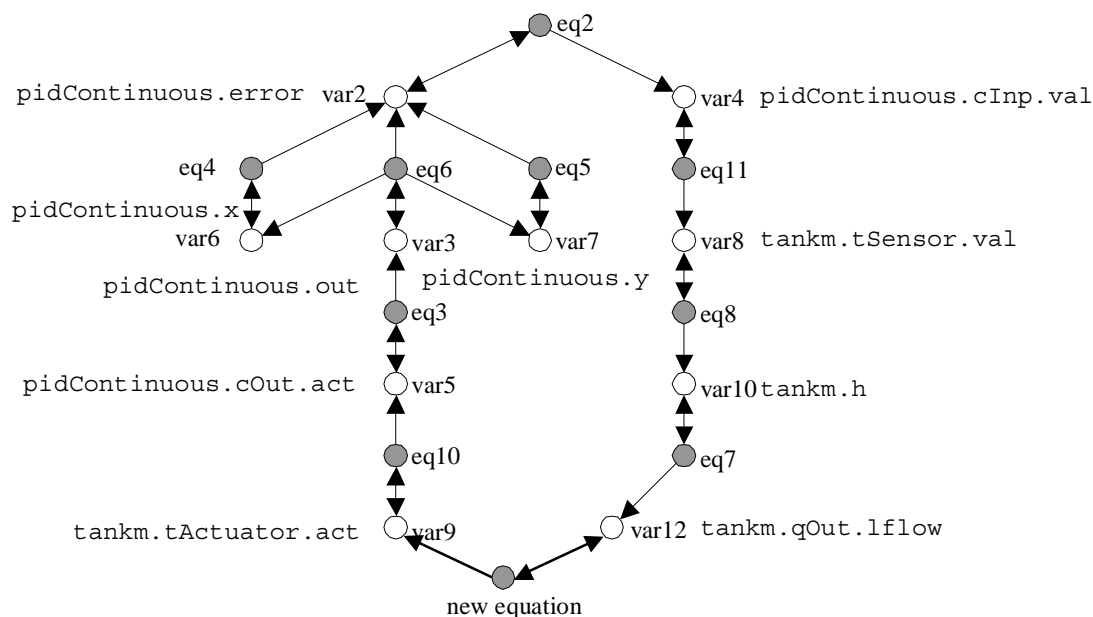 eq2
pidContinuous.error var2
var4 pidContinuous.cInp.val
eq4
eq6
eq5
eq11
pidContinuous.x
var6
var3
var7
var8 tankm.tSensor.val
pidContinuous.out
pidContinuous.y
eq3
eq8
pidContinuous.cOut.act
var5
var10 tankm.h
eq10
eq7
tankm.tActuator.act
var9
var12 tankm.qOut.lflow
new equation